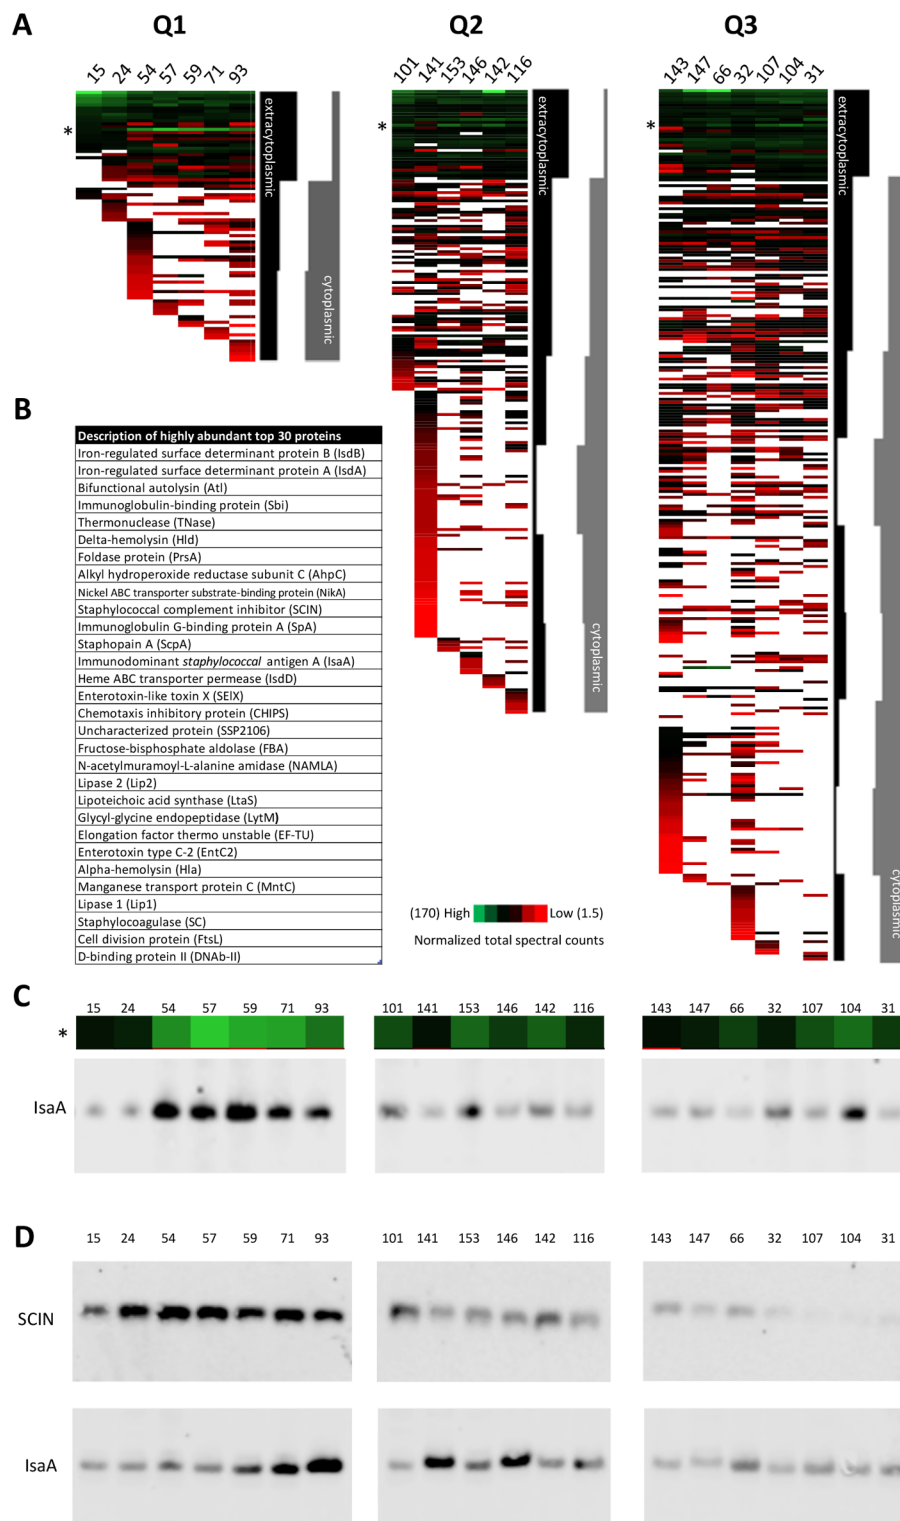 A
Q1
Q2
Q3
15 24 54 57 59 71 93
101 141 153 146 142 116
143 147 66 32 107 104 31
*
*
*
extracytoplasmic
cytoplasmic
extracytoplasmic
cytoplasmic
extracytoplasmic
cytoplasmic
B
Description of highly abundant top 30 proteins
Iron-regulated surface determinant protein B (IsdB)
Iron-regulated surface determinant protein A (IsdA)
Bifunctional autolysin (Atl)
Immunoglobulin-binding protein (Sbi)
Thermonuclease (TNase)
Delta-hemolysin (Hld)
Foldase protein (PrsA)
Alkyl hydroperoxide reductase subunit C (AhpC)
Nickel ABC transporter substrate-binding protein (NikA)
Staphylococcal complement inhibitor (SCIN)
Immunoglobulin G-binding protein A (SpA)
Staphopain A (ScpA)
Immunodominant staphylococcal antigen A (IsaA)
Heme ABC transporter permease (IsdD)
Enterotoxin-like toxin X (SElX)
Chemotaxis inhibitory protein (CHIPS)
Uncharacterized protein (SSP2106)
Fructose-bisphosphate aldolase (FBA)
N-acetylmuramoyl-L-alanine amidase (NAMLA)
Lipase 2 (Lip2)
Lipoteichoic acid synthase (LtaS)
Glycyl-glycine endopeptidase (LytM)
Elongation factor thermo unstable (EF-TU)
Enterotoxin type C-2 (EntC2)
Alpha-hemolysin (Hla)
Manganese transport protein C (MntC)
Lipase 1 (Lip1)
Staphylocoagulase (SC)
Cell division protein (FtsL)
D-binding protein II (DNAb-II)
(170) High Low (1.5)
Normalized total spectral counts
C
15 24 54 57 59 71 93
101 141 153 146 142 116
143 147 66 32 107 104 31
*
IsaA
D
15 24 54 57 59 71 93
101 141 153 146 142 116
143 147 66 32 107 104 31
SCIN
IsaA